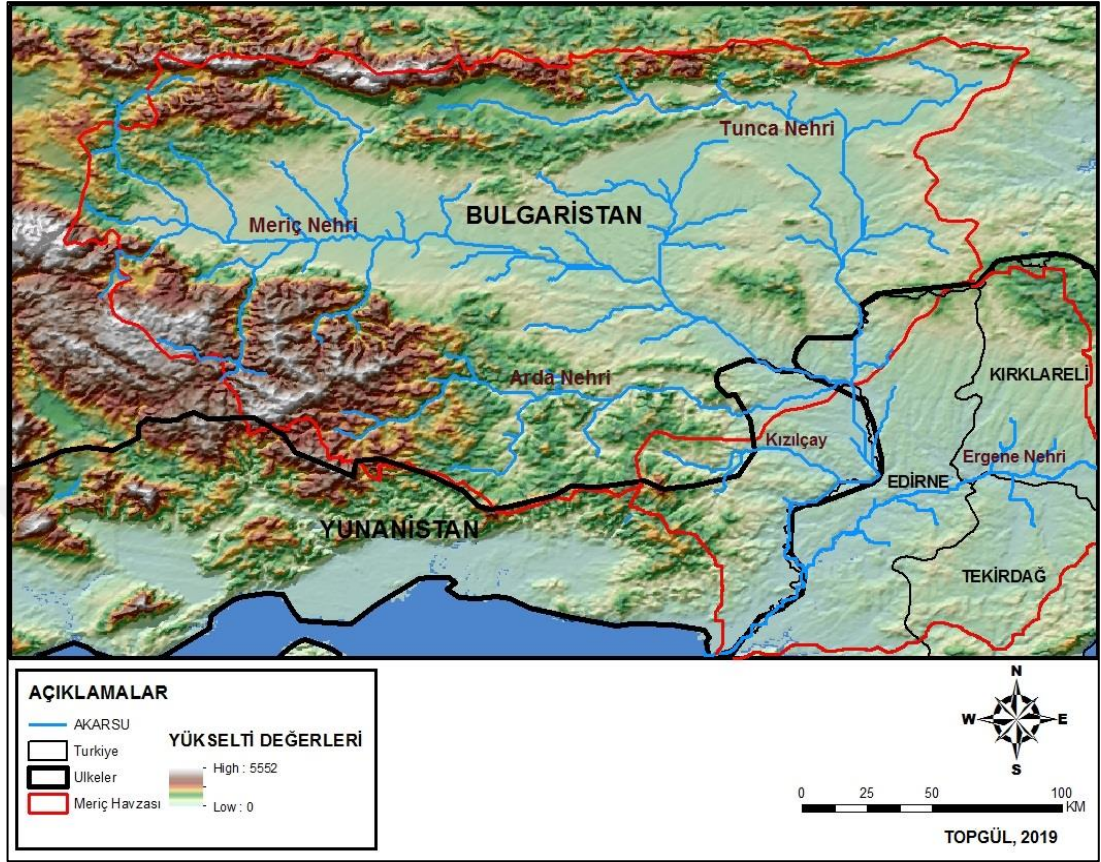 Tunca Nehri
BULGARİSTAN
Meriç Nehri
KIRKLARELİ
Arda Nehri
Kızılçay
Ergene Nehri
EDİRNE
YUNANİSTAN
TEKİRDAĞ
AÇIKLAMALAR
AKARSU
Turkiye
Ulkeler
Meriç Havzası
YÜKSELTİ DEĞERLERİ
High : 5552
Low : 0
N
W E
S
0 25 50 100
KM
TOPGÜL, 2019